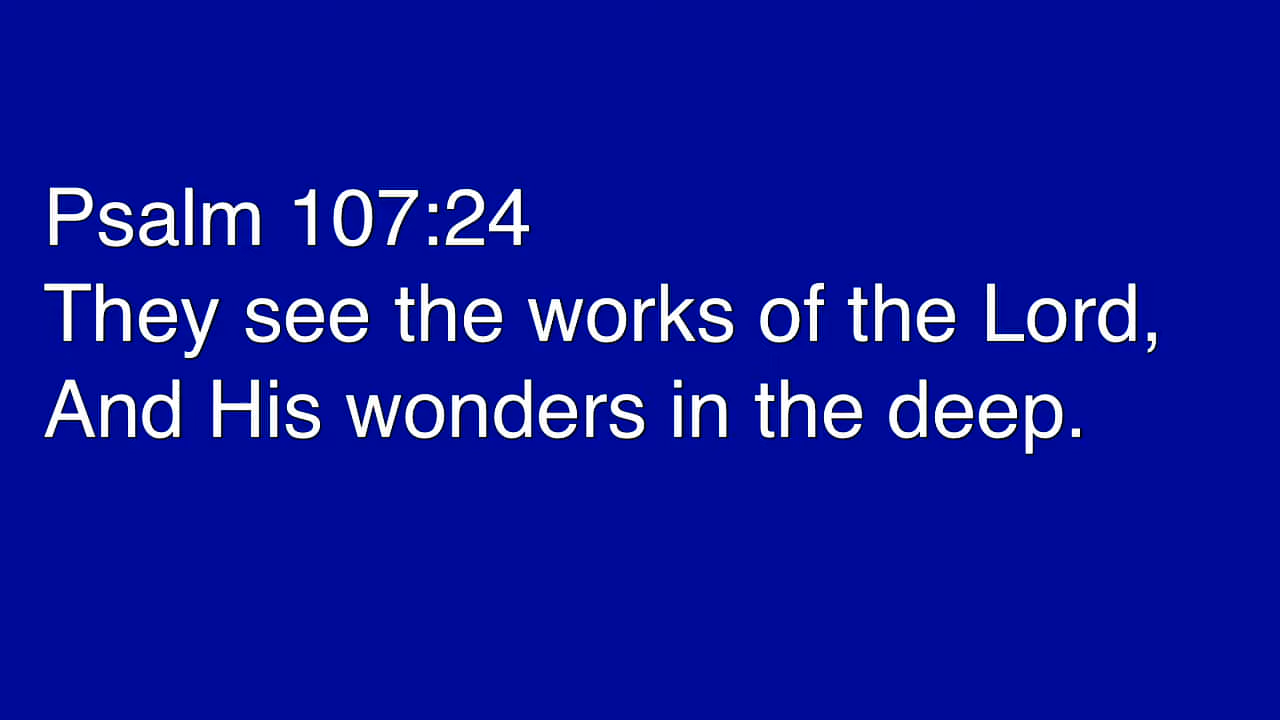 Psalm 107:24
They see the works of the Lord,
And His wonders in the deep.